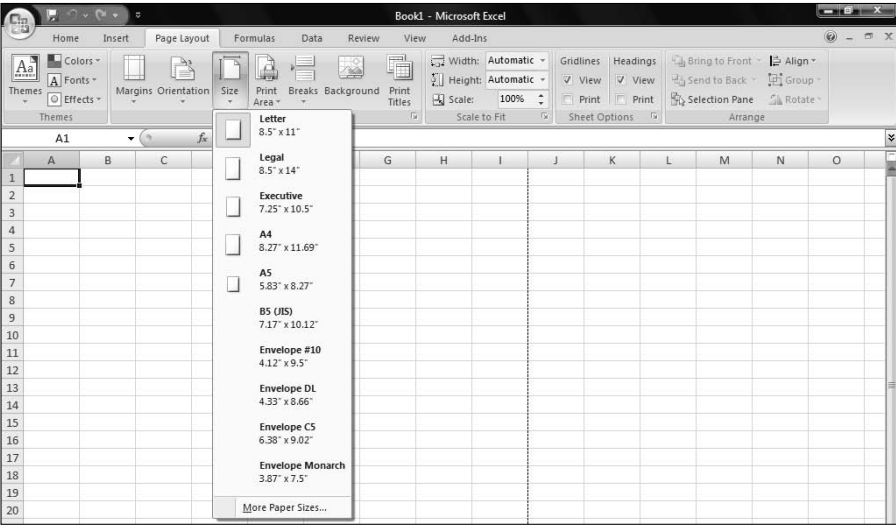 Book1 - Microsoft Excel
Home Insert Page Layout Formulas Data Review View Add-Ins
Aa Colors
A Fonts
Effects
Themes
Margins Orientation Size Print Area Breaks Background Print Titles
Width: Automatic
Height: Automatic
Scale: 100%
Gridlines Headings
View View
Print Print
Bring to Front
Send to Back
Selection Pane
Align
Group
Rotate
Themes Scale to Fit Sheet Options Arrange
A1 fx
Letter
8.5" x 11"
Legal
8.5" x 14"
Executive
7.25" x 10.5"
A4
8.27" x 11.69"
A5
5.83" x 8.27"
B5 (JIS)
7.17" x 10.12"
Envelope #10
4.12" x 9.5"
Envelope DL
4.33" x 8.66"
Envelope C5
6.38" x 9.02"
Envelope Monarch
3.87" x 7.5"
More Paper Sizes...
A B C G H I J K L M N O
1
2
3
4
5
6
7
8
9
10
11
12
13
14
15
16
17
18
19
20